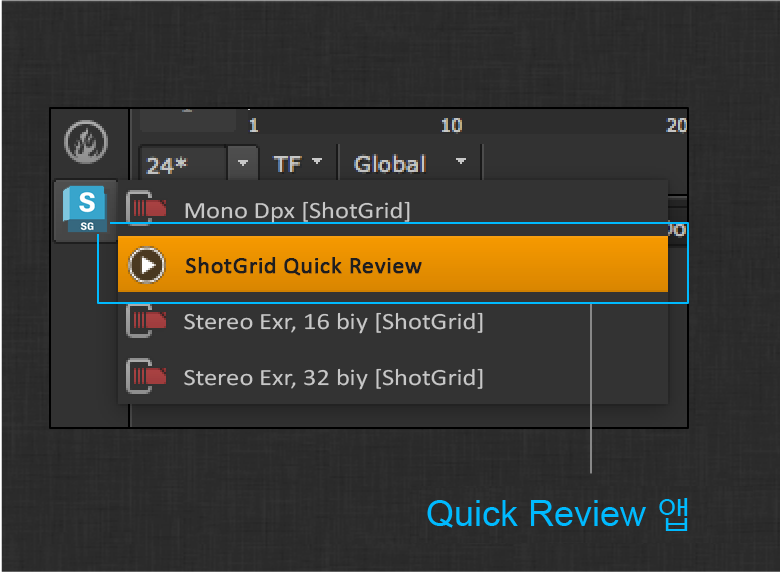 1 10 20
24* TF Global
S
SG
Mono Dpx [ShotGrid]
ShotGrid Quick Review
Stereo Exr, 16 biy [ShotGrid]
Stereo Exr, 32 biy [ShotGrid]
Quick Review 앱